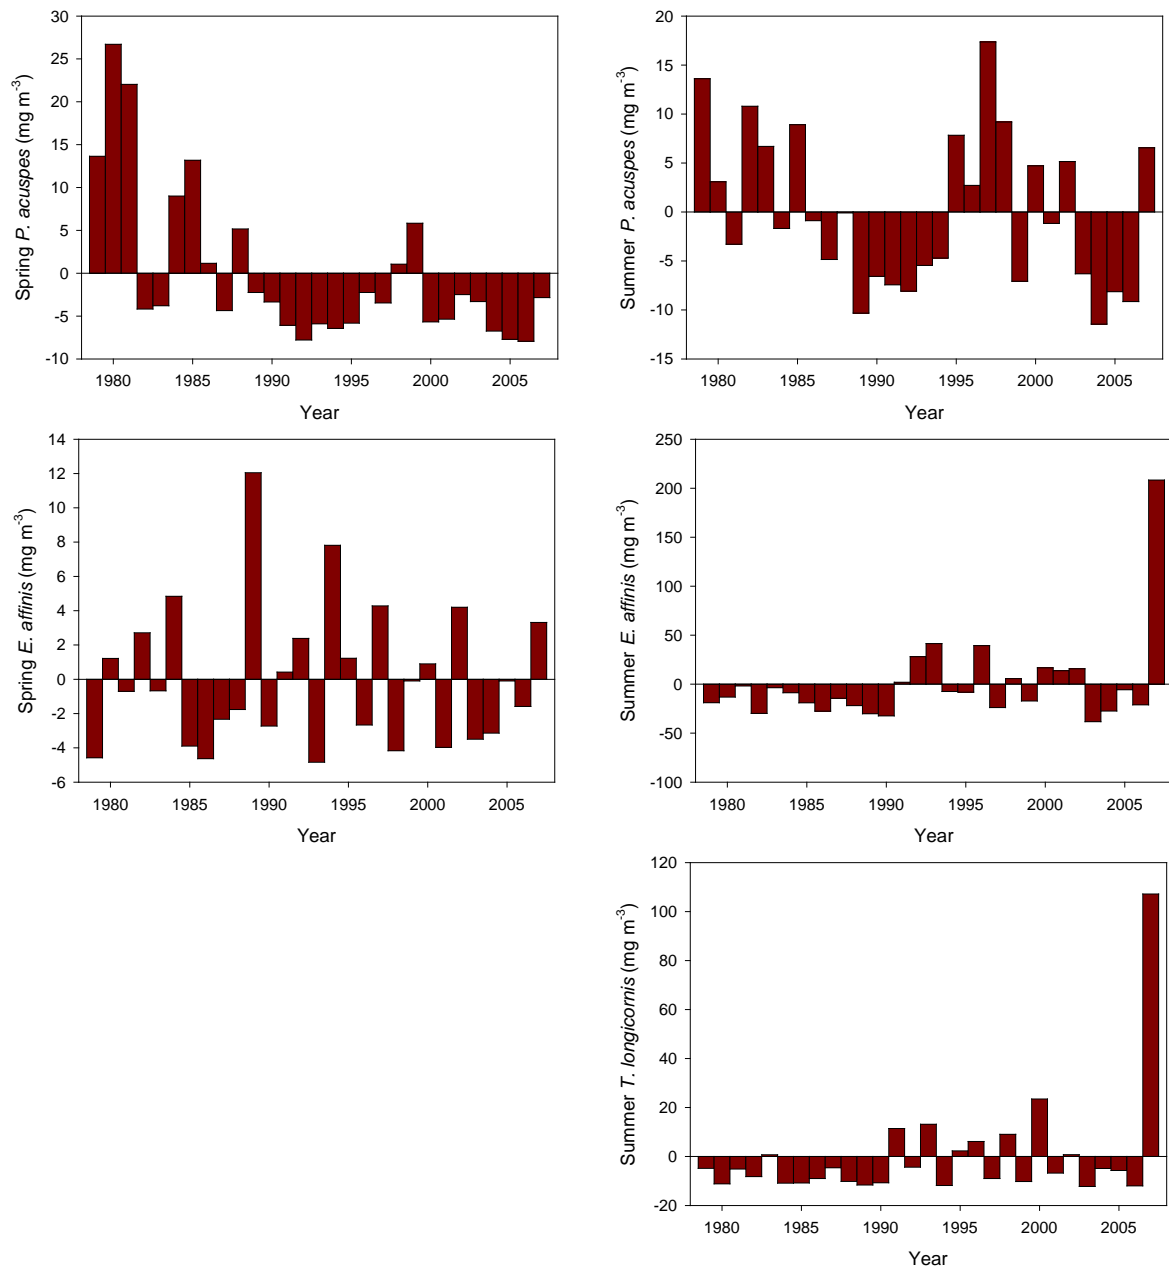 30
25
20
15
10
5
0
-5
-10
Spring P. acuspes (mg m-3)
1980 1985 1990 1995 2000 2005
Year
20
15
10
5
0
-5
-10
-15
Summer P. acuspes (mg m-3)
1980 1985 1990 1995 2000 2005
Year
14
12
10
8
6
4
2
0
-2
-4
-6
Spring E. affinis (mg m-3)
1980 1985 1990 1995 2000 2005
Year
250
200
150
100
50
0
-50
-100
Summer E. affinis (mg m-3)
1980 1985 1990 1995 2000 2005
Year
120
100
80
60
40
20
0
-20
Summer T. longicornis (mg m-3)
1980 1985 1990 1995 2000 2005
Year